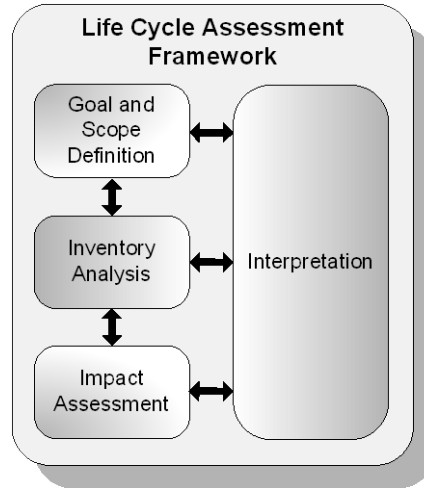 Life Cycle Assessment
Framework
Goal and
Scope
Definition
Inventory
Analysis
Interpretation
Impact
Assessment